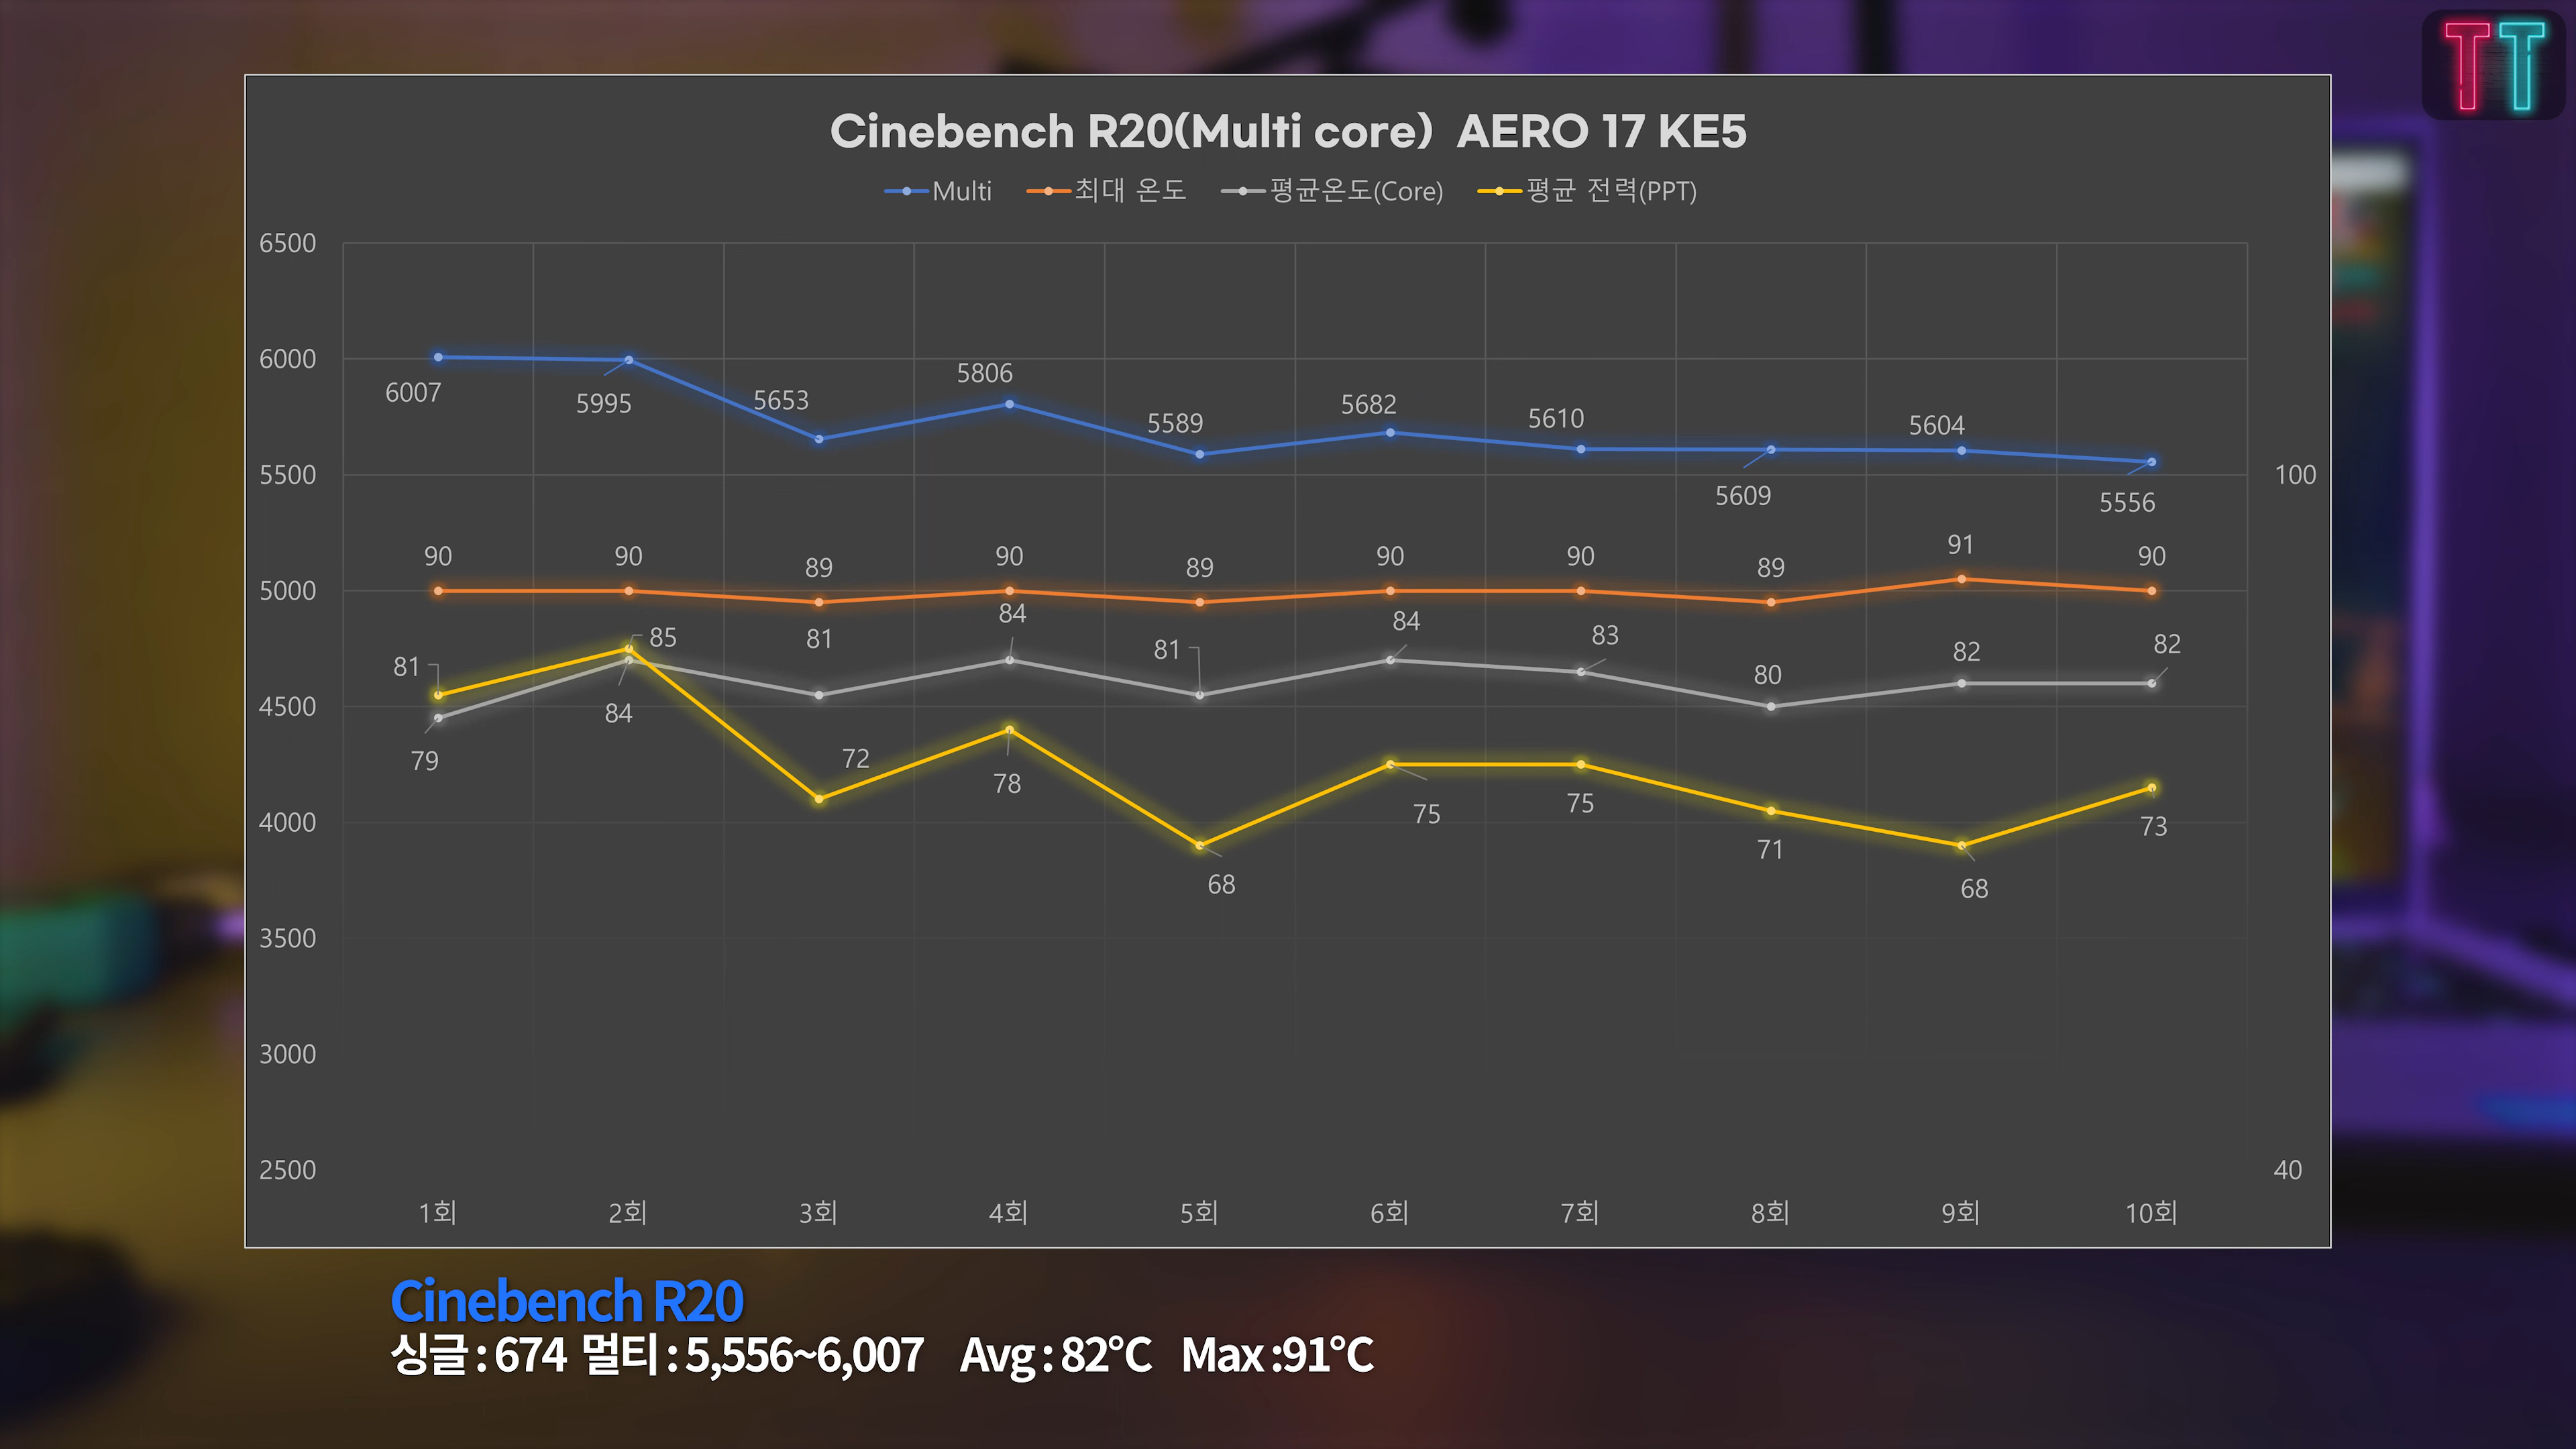 TT
Cinebench R20(Multi core) AERO 17 KE5
Multi 최대 온도 평균온도(Core) 평균 전력(PPT)
6500
6000
5500
5000
4500
4000
3500
3000
2500
100
40
6007 5995 5653 5806 5589 5682 5610 5609 5604 5556
90 90 89 90 89 90 90 89 91 90
79 84 81 84 81 84 83 80 82 82
81 85 72 78 68 75 75 71 68 73
1회 2회 3회 4회 5회 6회 7회 8회 9회 10회
Cinebench R20
싱글 : 674 멀티 : 5,556~6,007 Avg : 82°C Max :91°C